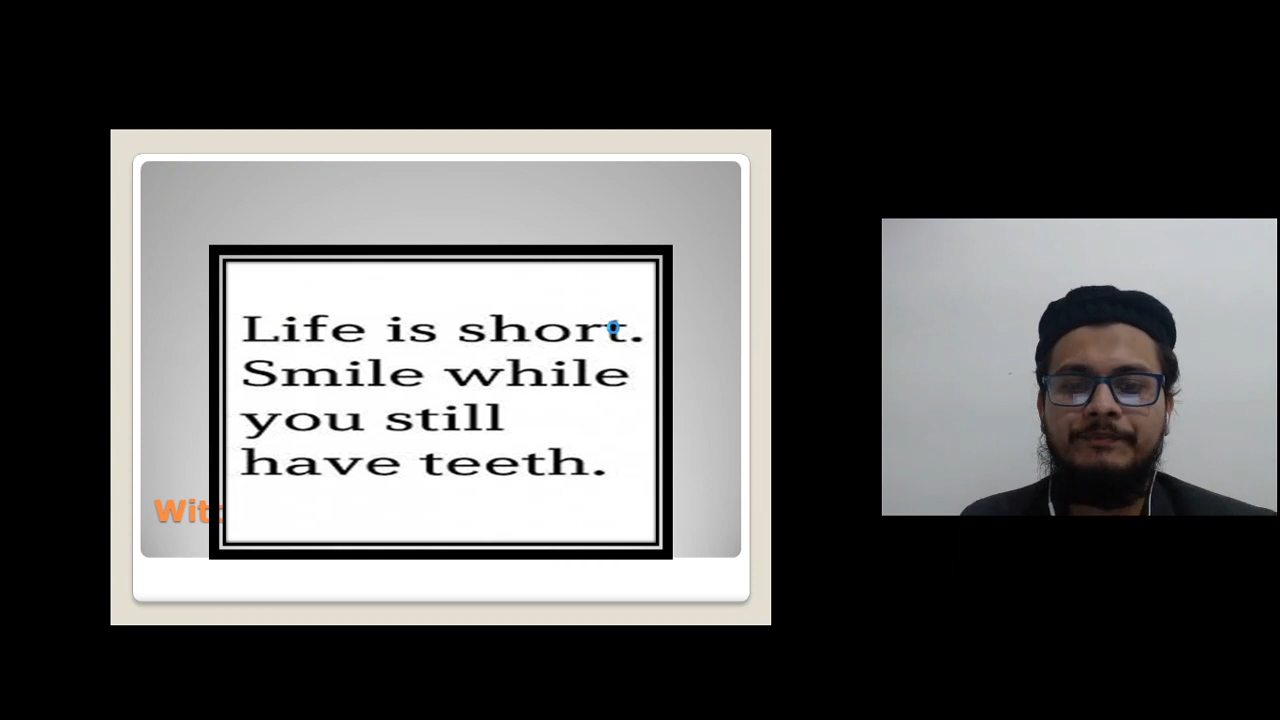 Life is short.
Smile while
you still
have teeth.
Wit: